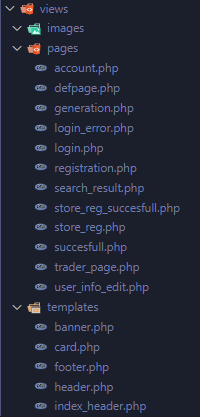 views
images
pages
account.php
defpage.php
generation.php
login_error.php
login.php
registration.php
search_result.php
store_reg_succesfull.php
store_reg.php
succesfull.php
trader_page.php
user_info_edit.php
templates
banner.php
card.php
footer.php
header.php
index_header.php